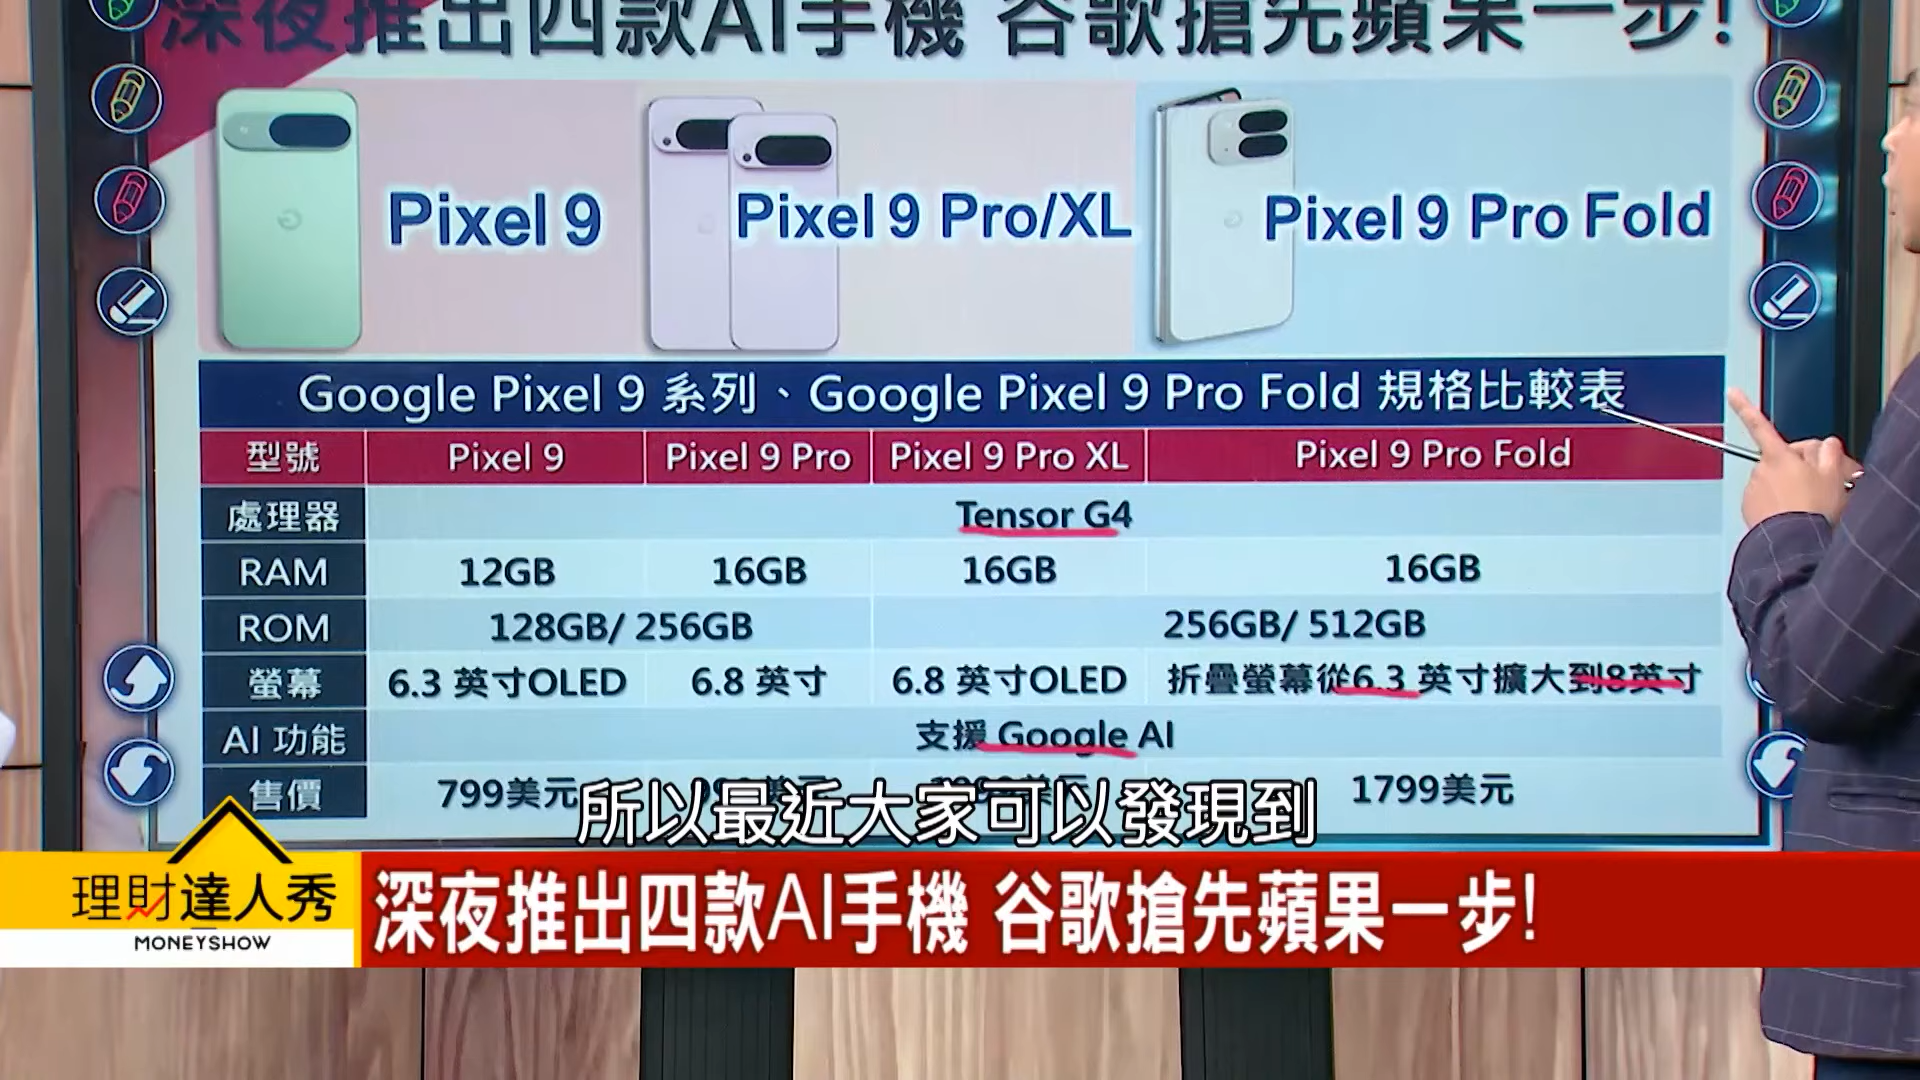 深夜推出四款AI手機 谷歌搶先蘋果一步!
Pixel 9
Pixel 9 Pro/XL
Pixel 9 Pro Fold
Google Pixel 9 系列、Google Pixel 9 Pro Fold 規格比較表
型號 Pixel 9 Pixel 9 Pro Pixel 9 Pro XL Pixel 9 Pro Fold
處理器 Tensor G4
RAM 12GB 16GB 16GB 16GB
ROM 128GB/ 256GB 256GB/ 512GB
螢幕 6.3 英寸OLED 6.8 英寸 6.8 英寸OLED 折疊螢幕從6.3 英寸擴大到8英寸
AI 功能 支援 Google AI
售價 799美元 1799美元
所以最近大家可以發現到
理財達人秀
MONEYSHOW
深夜推出四款AI手機 谷歌搶先蘋果一步!